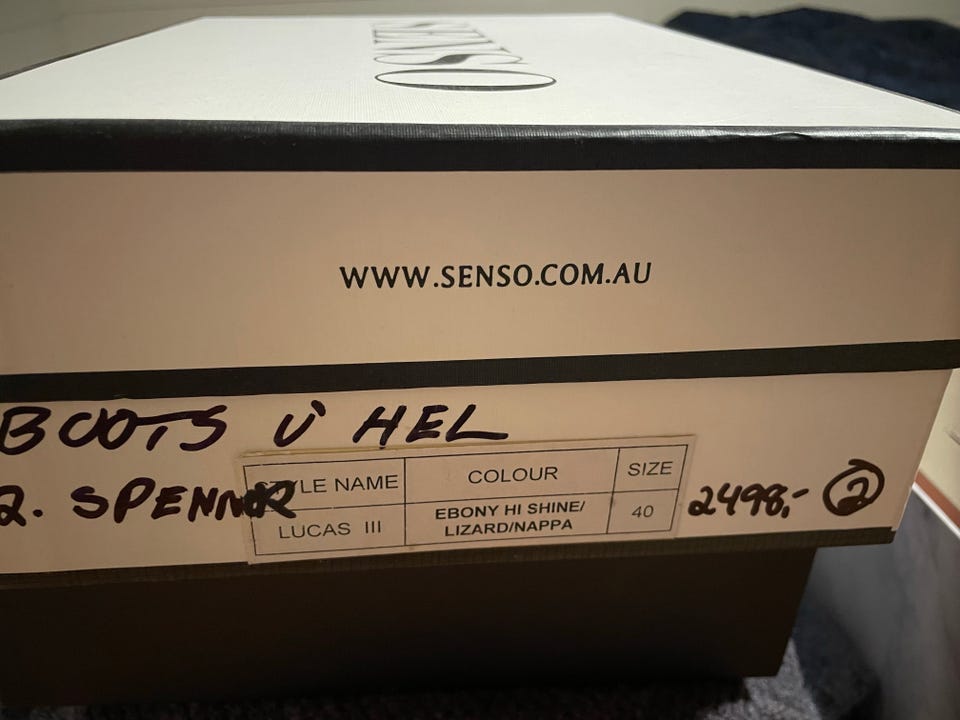 SENSO
WWW.SENSO.COM.AU
BOOTS U' HEL
2. SPENNER
STYLE NAME COLOUR SIZE
LUCAS III EBONY HI SHINE/
LIZARD/NAPPA 40
2498,- 2